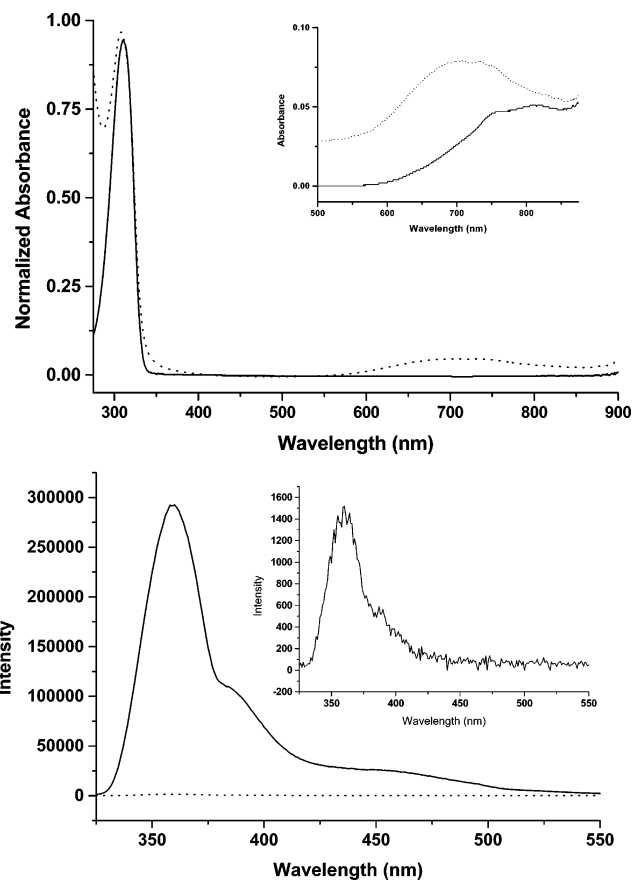 1.00
0.75
0.50
0.25
0.00
Normalized Absorbance
300 400 500 600 700 800 900
Wavelength (nm)
0.10
0.05
0.00
Absorbance
500 600 700 800
Wavelength (nm)
300000
250000
200000
150000
100000
50000
0
Intensity
350 400 450 500 550
Wavelength (nm)
1600
1400
1200
1000
800
600
400
200
0
-200
Intensity
350 400 450 500 550
Wavelength (nm)